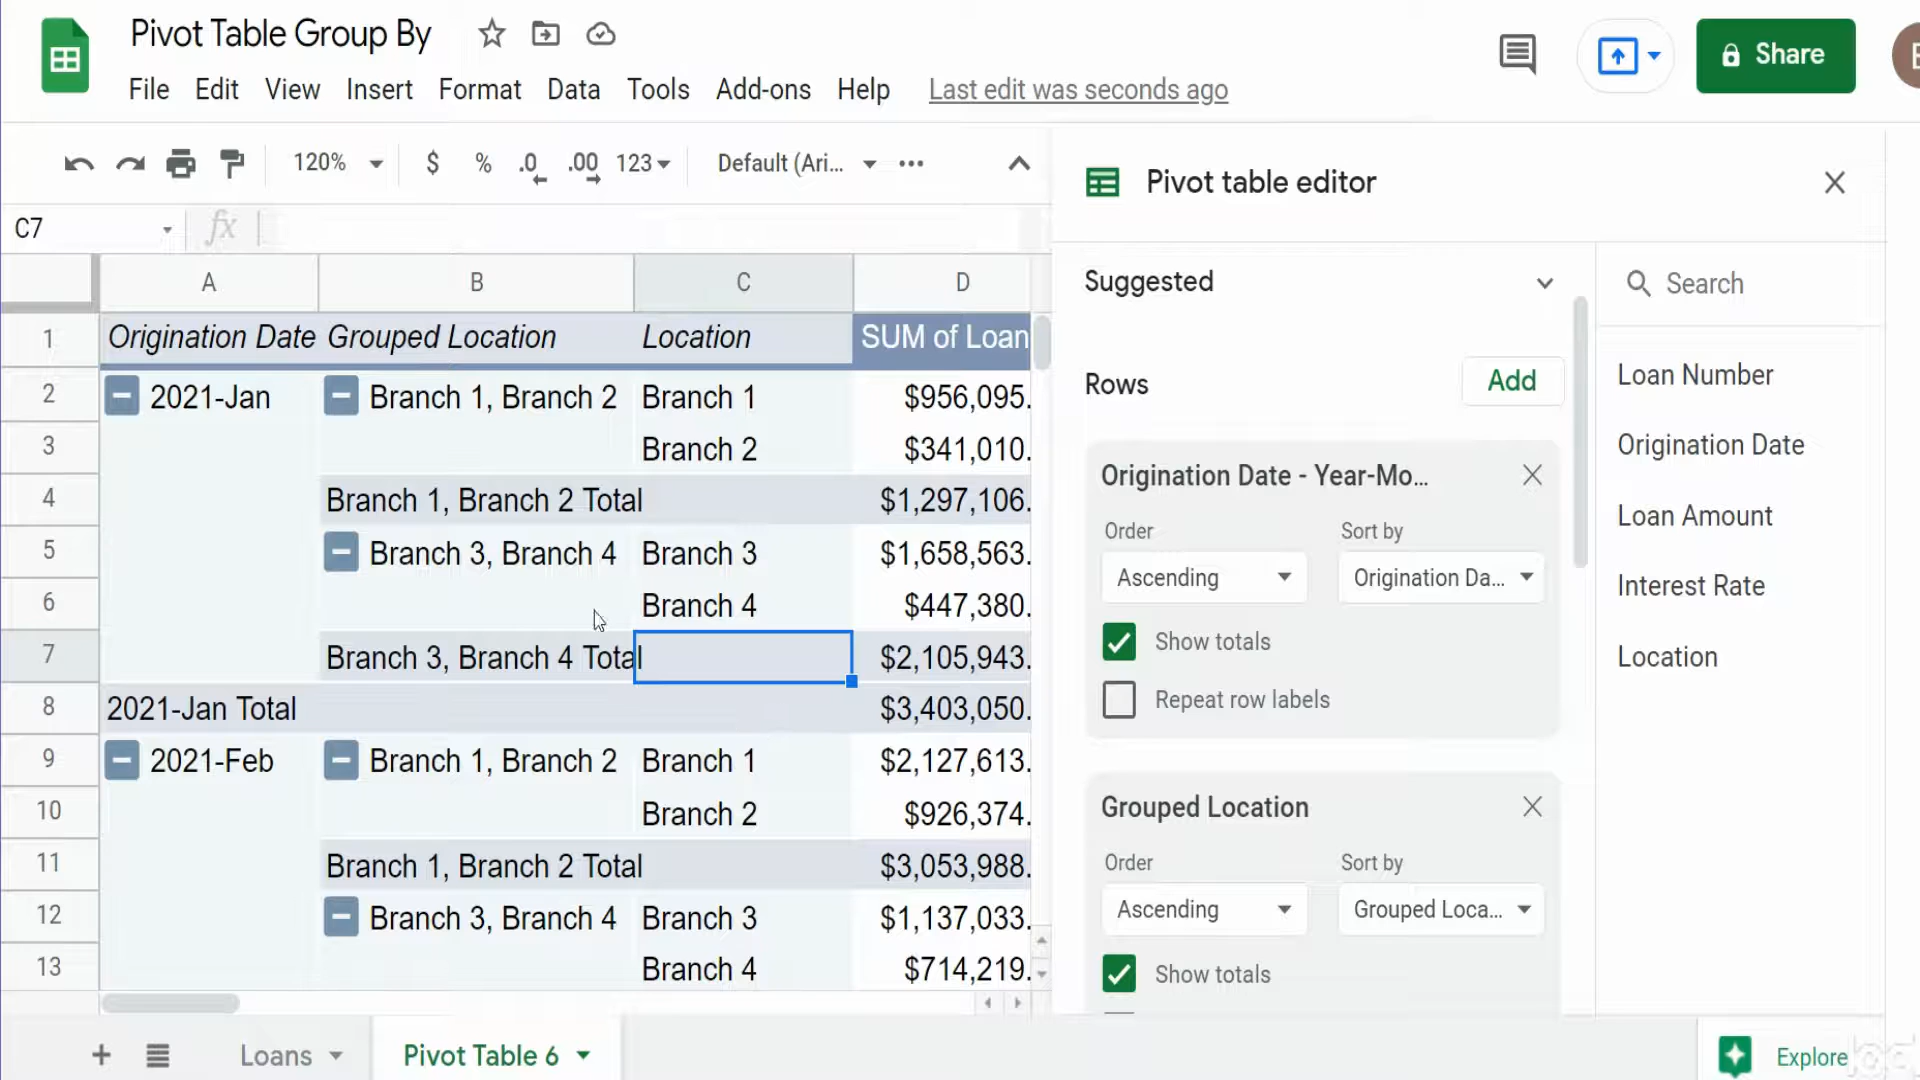 Pivot Table Group By
File Edit View Insert Format Data Tools Add-ons Help Last edit was seconds ago
Share
120% $ % .0 .00 123 Default (Ari... 
C7 fx
A B C D
1 Origination Date Grouped Location Location SUM of Loan
2 2021-Jan Branch 1, Branch 2 Branch 1 $956,095.
3 Branch 2 $341,010.
4 Branch 1, Branch 2 Total $1,297,106.
5 Branch 3, Branch 4 Branch 3 $1,658,563.
6 Branch 4 $447,380.
7 Branch 3, Branch 4 Total $2,105,943.
8 2021-Jan Total $3,403,050.
9 2021-Feb Branch 1, Branch 2 Branch 1 $2,127,613.
10 Branch 2 $926,374.
11 Branch 1, Branch 2 Total $3,053,988.
12 Branch 3, Branch 4 Branch 3 $1,137,033.
13 Branch 4 $714,219.
Loans Pivot Table 6
Pivot table editor
Suggested
Rows Add
Origination Date - Year-Mo...
Order Sort by
Ascending Origination Da...
Show totals
Repeat row labels
Grouped Location
Order Sort by
Ascending Grouped Loca...
Show totals
Search
Loan Number
Origination Date
Loan Amount
Interest Rate
Location
Explore